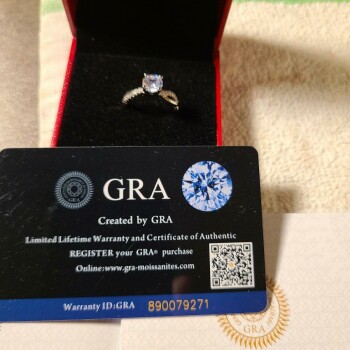 GRA
GRA
Created by GRA
Limited Lifetime Warranty and Certificate of Authentic
REGISTER your GRA® purchase
Online:www.gra-moissanites.com
Warranty ID:GRA 890079271
GRA